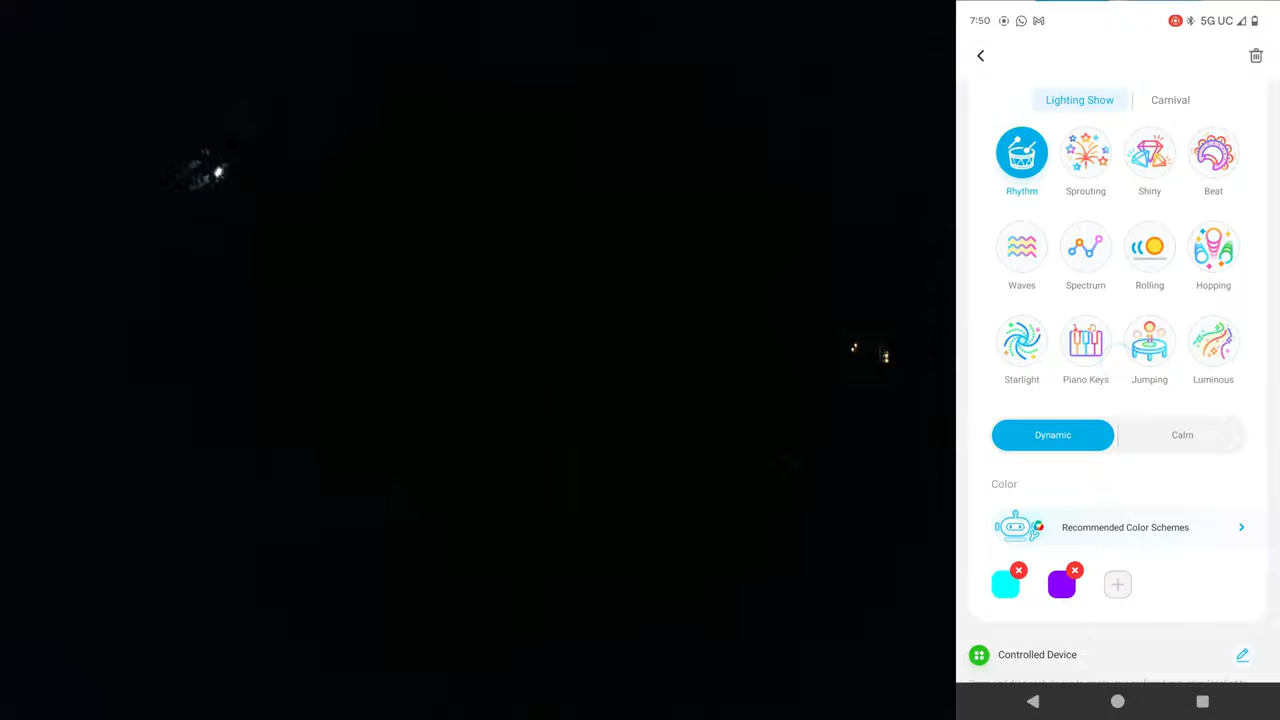 7:50 5G UC
Lighting Show Carnival
Rhythm Sprouting Shiny Beat
Waves Spectrum Rolling Hopping
Starlight Piano Keys Jumping Luminous
Dynamic Calm
Color
Recommended Color Schemes
Controlled Device